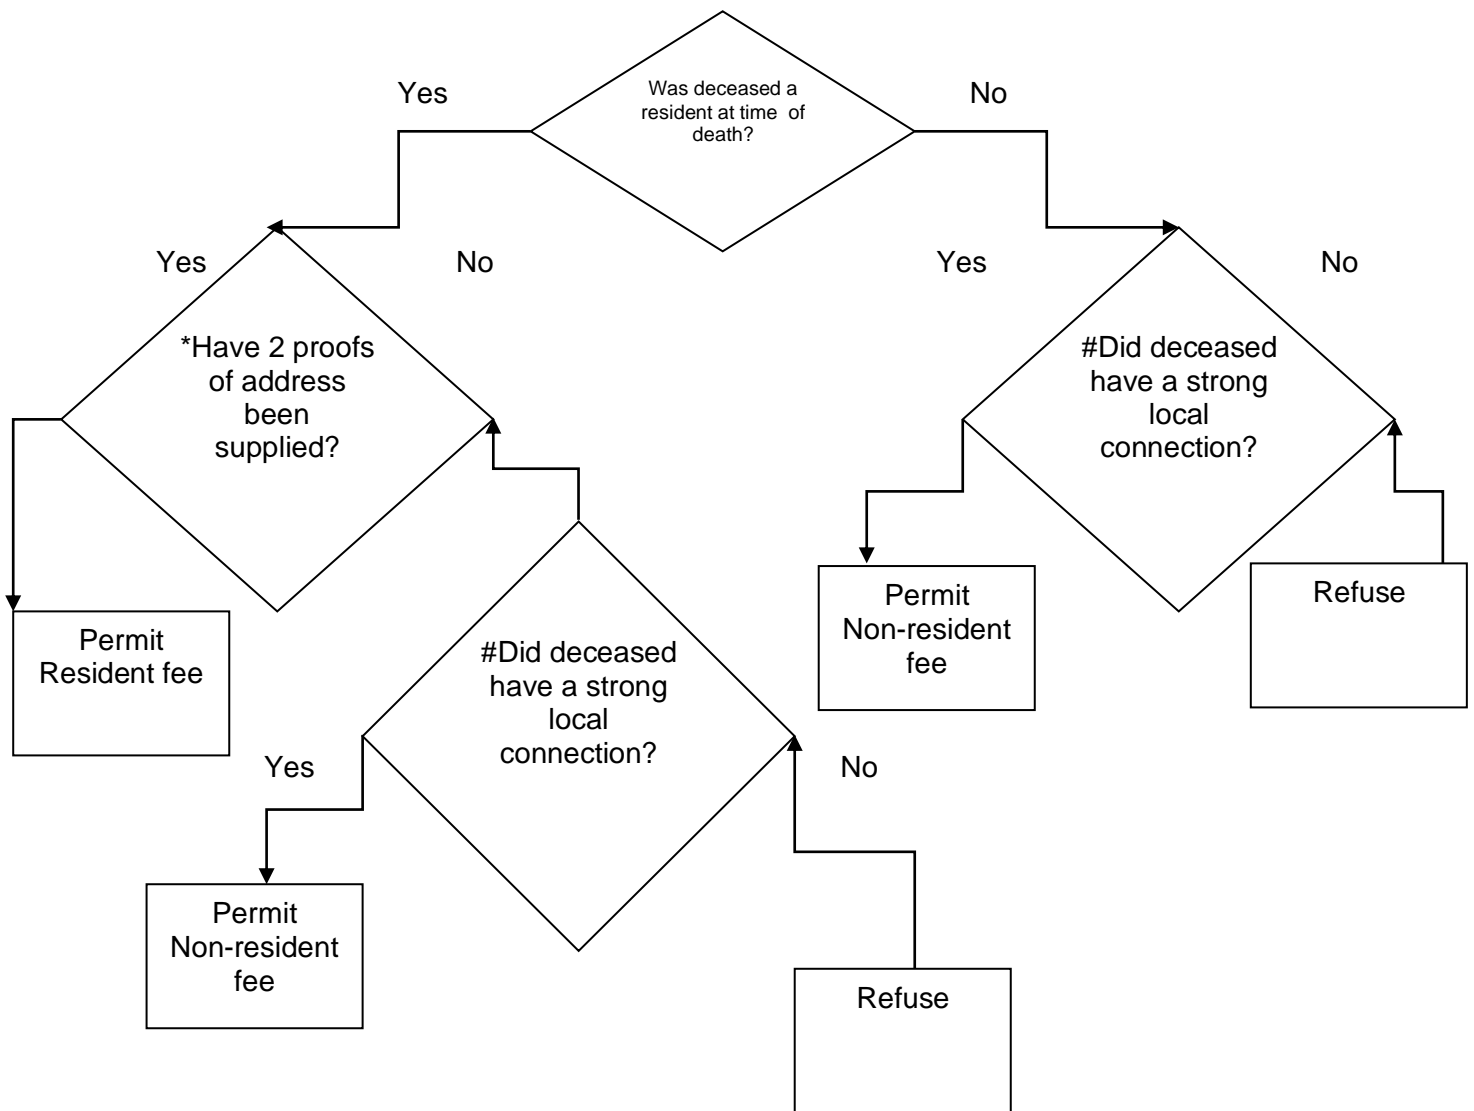 Was deceased a
resident at time of
death?
Yes
No
Yes
No
Yes
No
*Have 2 proofs
of address
been
supplied?
#Did deceased
have a strong
local
connection?
Permit
Resident fee
Permit
Non-resident
fee
Refuse
#Did deceased
have a strong
local
connection?
Yes
No
Permit
Non-resident
fee
Refuse